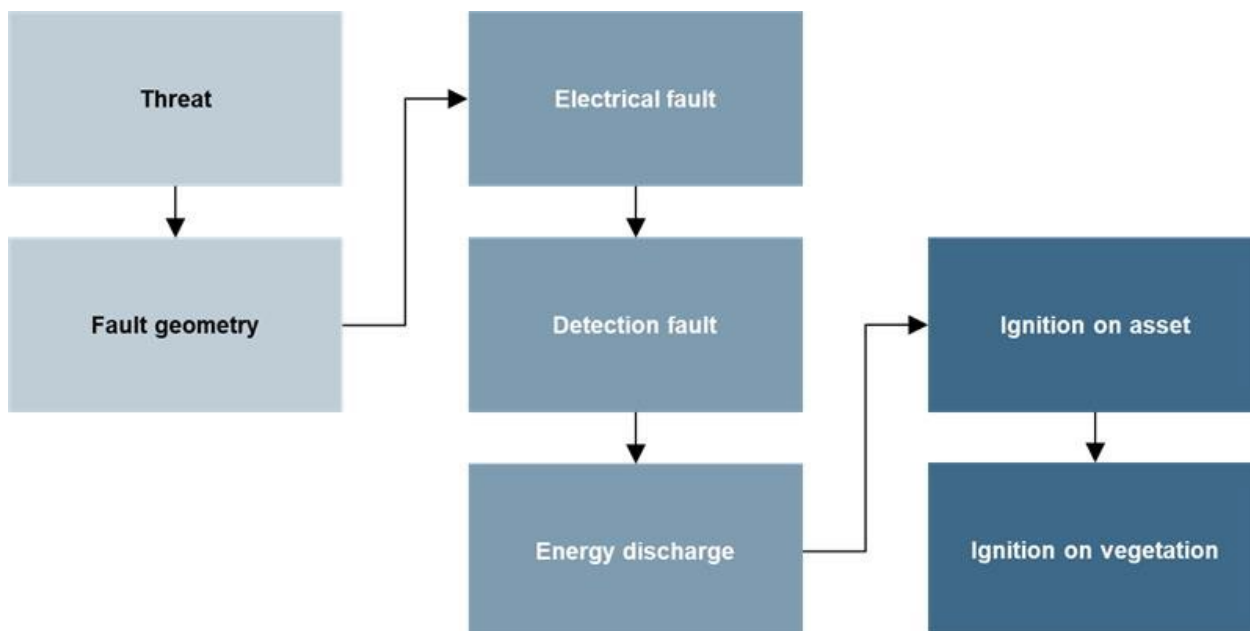 Threat
Fault geometry
Electrical fault
Detection fault
Energy discharge
Ignition on asset
Ignition on vegetation